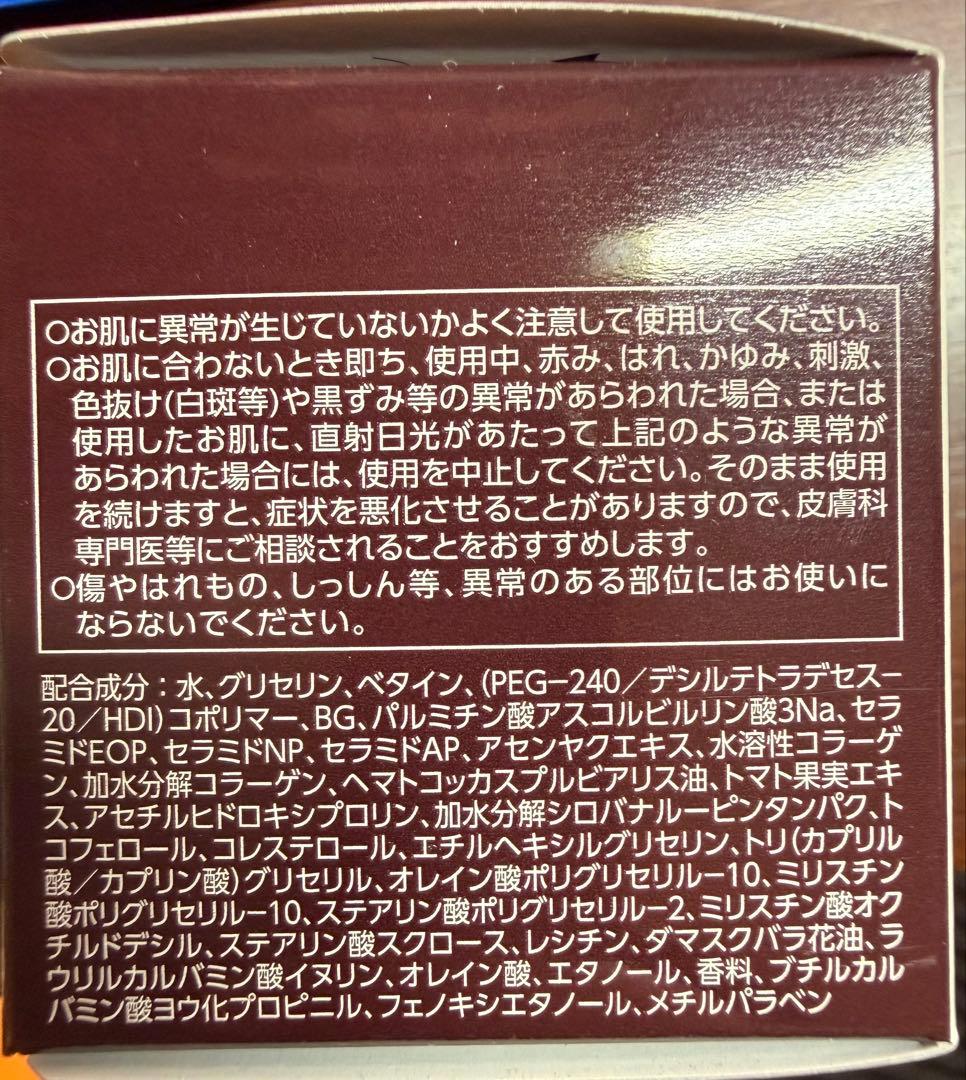 ○お肌に異常が生じていないかよく注意して使用してください。
○お肌に合わないとき即ち、使用中、赤み、はれ、かゆみ、刺激、
色抜け(白斑等)や黒ずみ等の異常があらわれた場合、または
使用したお肌に、直射日光があたって上記のような異常が
あらわれた場合には、使用を中止してください。そのまま使用
を続けますと、症状を悪化させることがありますので、皮膚科
専門医等にご相談されることをおすすめします。
○傷やはれもの、しっしん等、異常のある部位にはお使いに
ならないでください。
配合成分：水、グリセリン、ベタイン、(PEG−240／デシルテトラデセス−
20／HDI)コポリマー、BG、パルミチン酸アスコルビルリン酸3Na、セラ
ミドEOP、セラミドNP、セラミドAP、アセンヤクエキス、水溶性コラーゲ
ン、加水分解コラーゲン、ヘマトコッカスプルビアリス油、トマト果実エキ
ス、アセチルヒドロキシプロリン、加水分解シロバナルーピンタンパク、ト
コフェロール、コレステロール、エチルヘキシルグリセリン、トリ(カプリル
酸／カプリン酸)グリセリル、オレイン酸ポリグリセリル−10、ミリスチン
酸ポリグリセリル−10、ステアリン酸ポリグリセリル−2、ミリスチン酸オク
チルドデシル、ステアリン酸スクロース、レシチン、ダマスクバラ花油、ラ
ウリルカルバミン酸イヌリン、オレイン酸、エタノール、香料、ブチルカル
バミン酸ヨウ化プロピニル、フェノキシエタノール、メチルパラベン